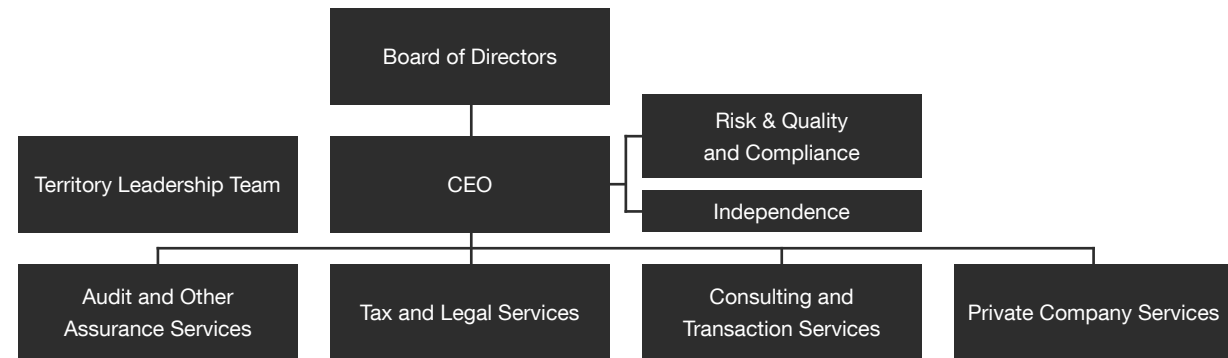 Board of Directors
Risk & Quality
and Compliance
Territory Leadership Team
CEO
Independence
Audit and Other
Assurance Services
Tax and Legal Services
Consulting and
Transaction Services
Private Company Services